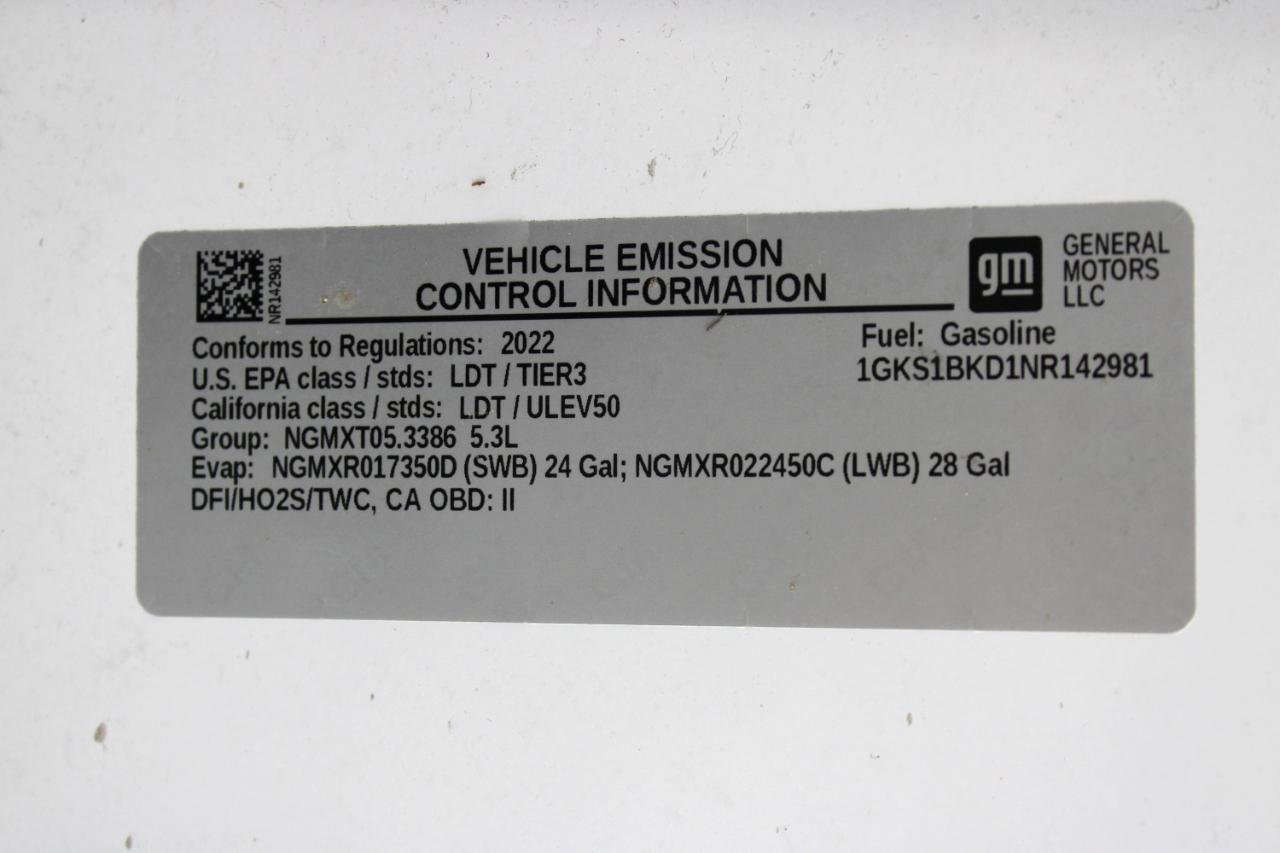 NR142981
VEHICLE EMISSION
CONTROL INFORMATION
gm
GENERAL
MOTORS
LLC
Conforms to Regulations: 2022
Fuel: Gasoline
U.S. EPA class / stds: LDT / TIER3
1GKS1BKD1NR142981
California class / stds: LDT / ULEV50
Group: NGMXT05.3386 5.3L
Evap: NGMXR017350D (SWB) 24 Gal; NGMXR022450C (LWB) 28 Gal
DFI/HO2S/TWC, CA OBD: II